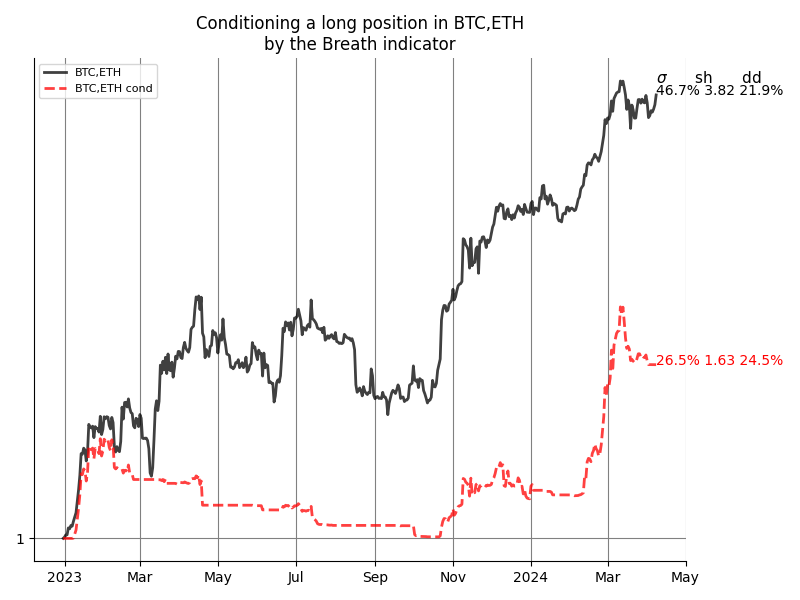 Conditioning a long position in BTC,ETH
by the Breath indicator
BTC,ETH
BTC,ETH cond
σ sh dd
46.7% 3.82 21.9%
26.5% 1.63 24.5%
1
2023 Mar May Jul Sep Nov 2024 Mar May